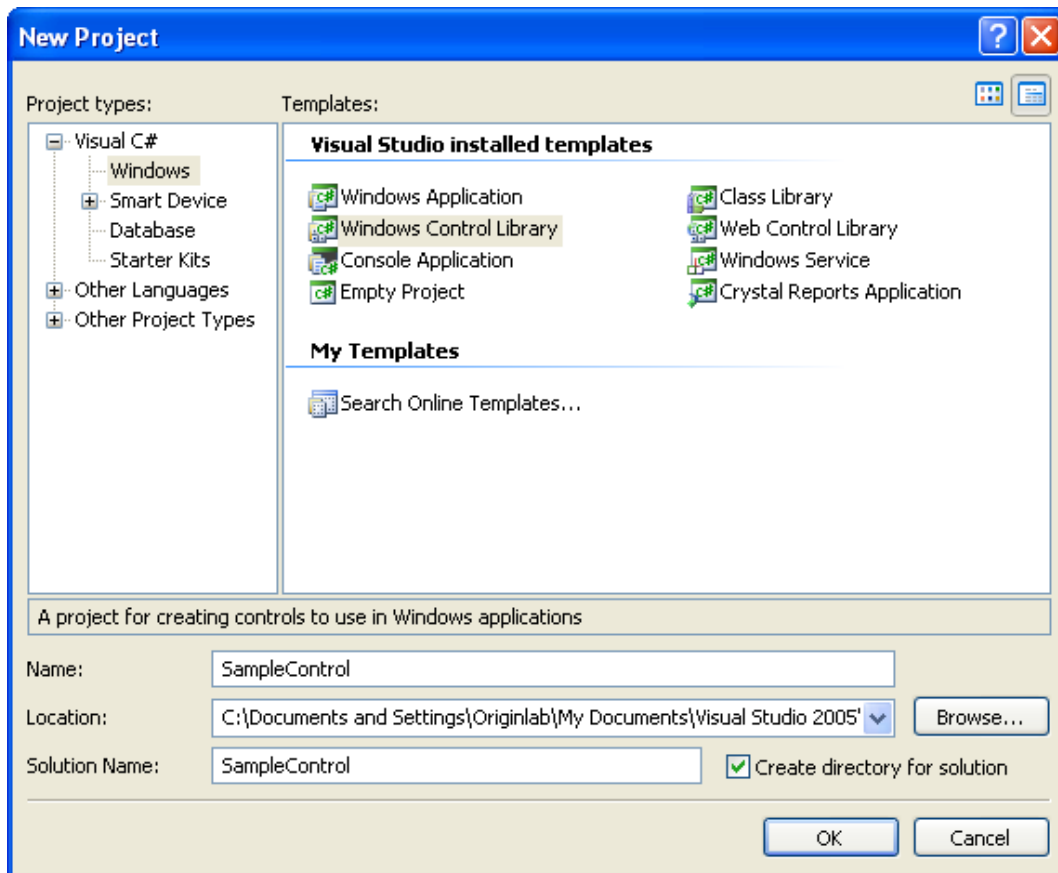 New Project
Project types:
Templates:
Visual C#
Windows
Smart Device
Database
Starter Kits
Other Languages
Other Project Types
Visual Studio installed templates
Windows Application
Windows Control Library
Console Application
Empty Project
Class Library
Web Control Library
Windows Service
Crystal Reports Application
My Templates
Search Online Templates...
A project for creating controls to use in Windows applications
Name:
SampleControl
Location:
C:\Documents and Settings\Originlab\My Documents\Visual Studio 2005
Browse...
Solution Name:
SampleControl
Create directory for solution
OK
Cancel